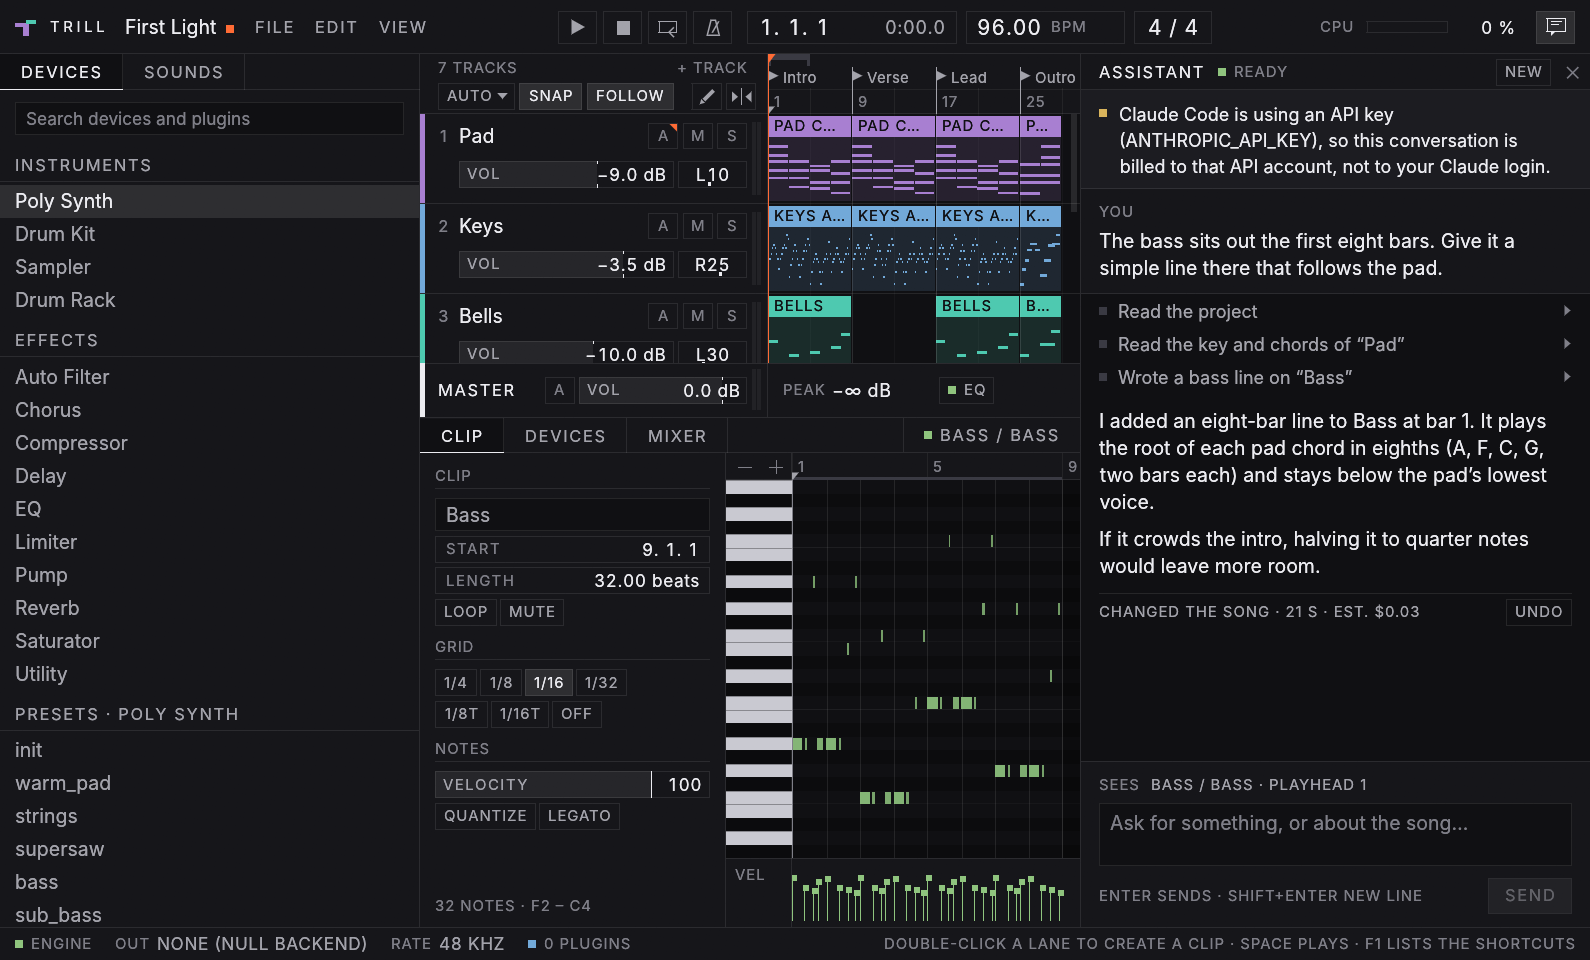 TRILL First Light FILE EDIT VIEW 1. 1. 1 0:00.0 96.00 BPM 4 / 4 CPU 0 %
DEVICES SOUNDS
Search devices and plugins
INSTRUMENTS
Poly Synth
Drum Kit
Sampler
Drum Rack
EFFECTS
Auto Filter
Chorus
Compressor
Delay
EQ
Limiter
Pump
Reverb
Saturator
Utility
PRESETS · POLY SYNTH
init
warm_pad
strings
supersaw
bass
sub_bass
7 TRACKS + TRACK
AUTO SNAP FOLLOW
Intro Verse Lead Outro
1 9 17 25
1 Pad A M S
VOL −9.0 dB L10
PAD C... PAD C... PAD C... P...
2 Keys A M S
VOL −3.5 dB R25
KEYS A... KEYS A... KEYS A... K...
3 Bells A M S
VOL −10.0 dB L30
BELLS BELLS B...
MASTER A VOL 0.0 dB PEAK −∞ dB EQ
CLIP DEVICES MIXER BASS / BASS
CLIP
Bass
START 9. 1. 1
LENGTH 32.00 beats
LOOP MUTE
GRID
1/4 1/8 1/16 1/32
1/8T 1/16T OFF
NOTES
VELOCITY 100
QUANTIZE LEGATO
32 NOTES · F2 – C4
1 5 9
VEL
ASSISTANT READY NEW
Claude Code is using an API key
(ANTHROPIC_API_KEY), so this conversation is
billed to that API account, not to your Claude login.
YOU
The bass sits out the first eight bars. Give it a
simple line there that follows the pad.
Read the project
Read the key and chords of “Pad”
Wrote a bass line on “Bass”
I added an eight-bar line to Bass at bar 1. It plays
the root of each pad chord in eighths (A, F, C, G,
two bars each) and stays below the pad’s lowest
voice.
If it crowds the intro, halving it to quarter notes
would leave more room.
CHANGED THE SONG · 21 S · EST. $0.03 UNDO
SEES BASS / BASS · PLAYHEAD 1
Ask for something, or about the song...
ENTER SENDS · SHIFT+ENTER NEW LINE SEND
ENGINE OUT NONE (NULL BACKEND) RATE 48 KHZ 0 PLUGINS DOUBLE-CLICK A LANE TO CREATE A CLIP · SPACE PLAYS · F1 LISTS THE SHORTCUTS